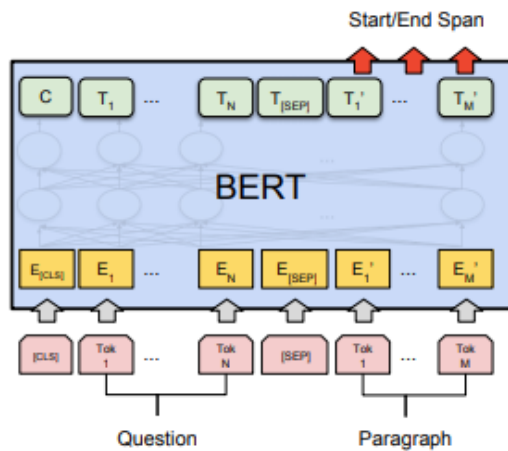 Start/End Span
C T1 ... TN T[SEP] T1' ... TM'
...
BERT
...
E[CLS] E1 ... EN E[SEP] E1' ... EM'
[CLS] Tok 1 ... Tok N [SEP] Tok 1 ... Tok M
Question Paragraph